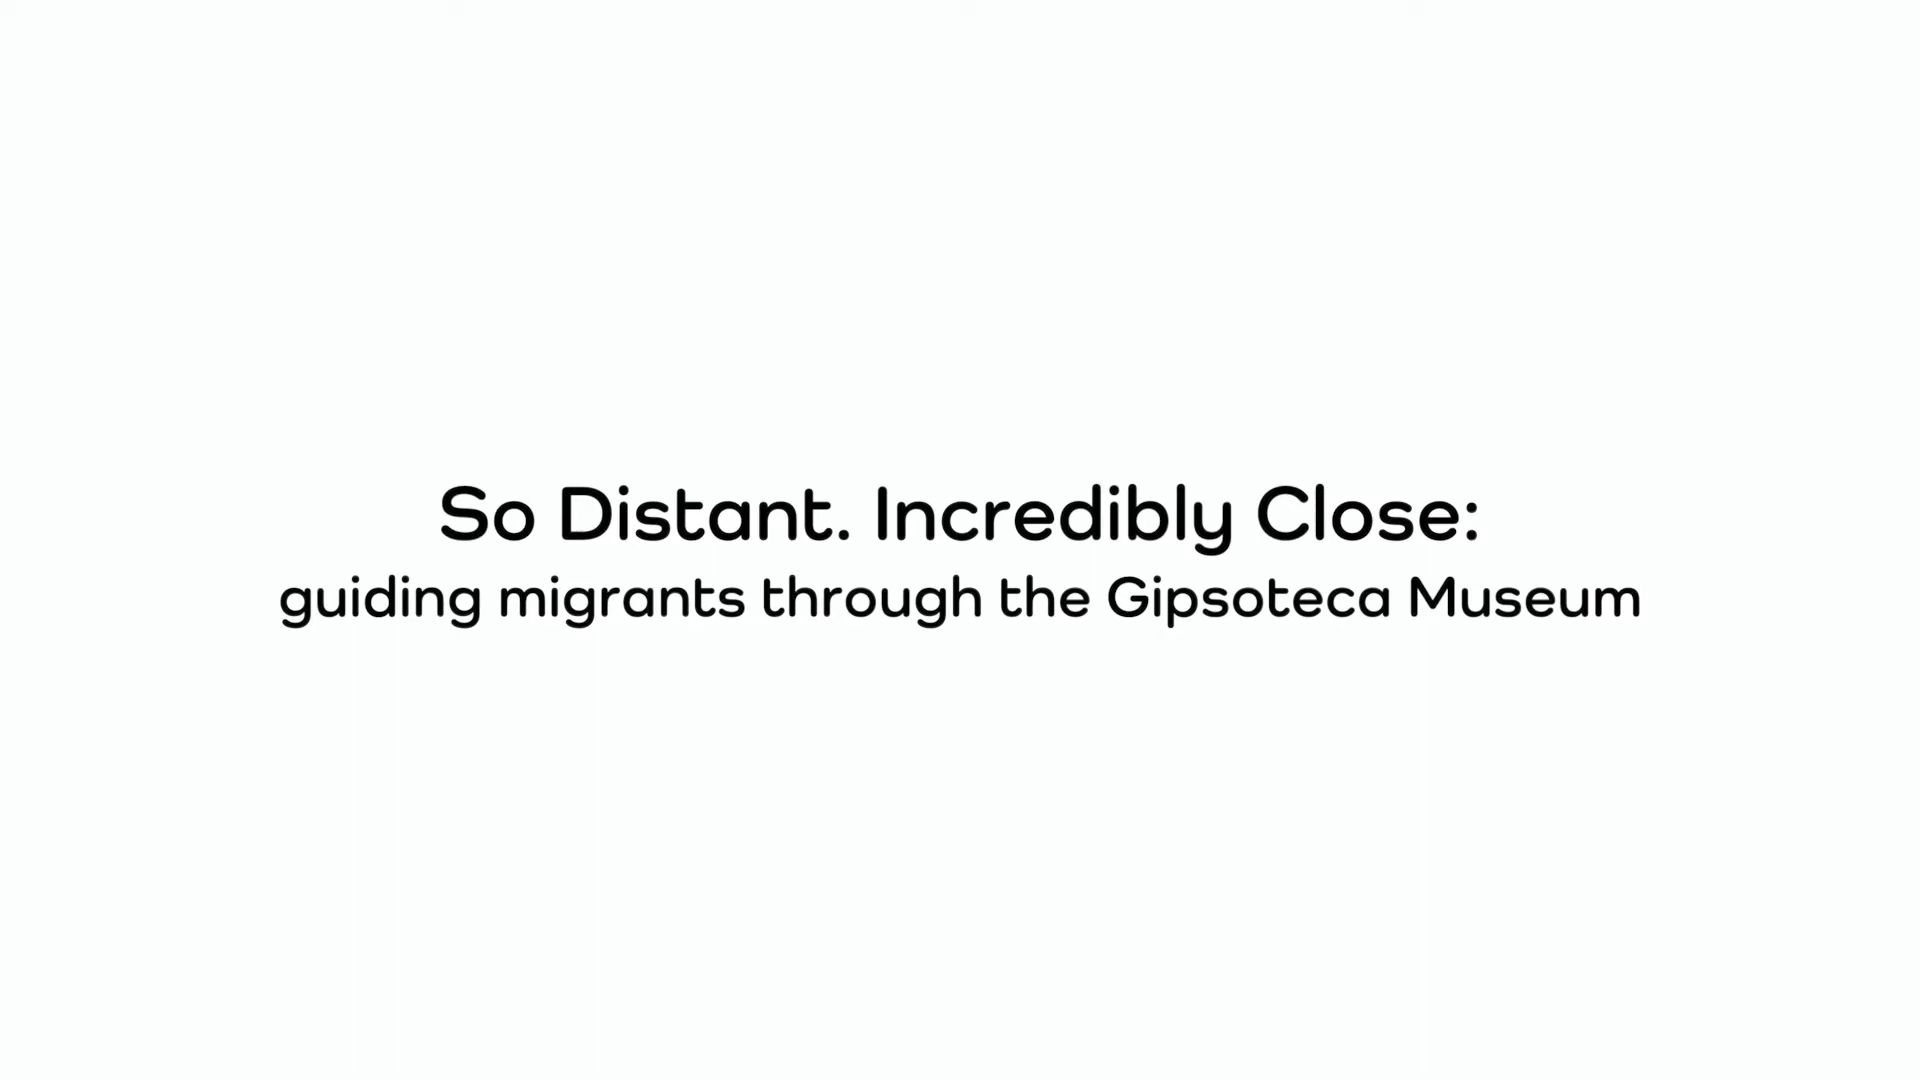 So Distant. Incredibly Close:
guiding migrants through the Gipsoteca Museum